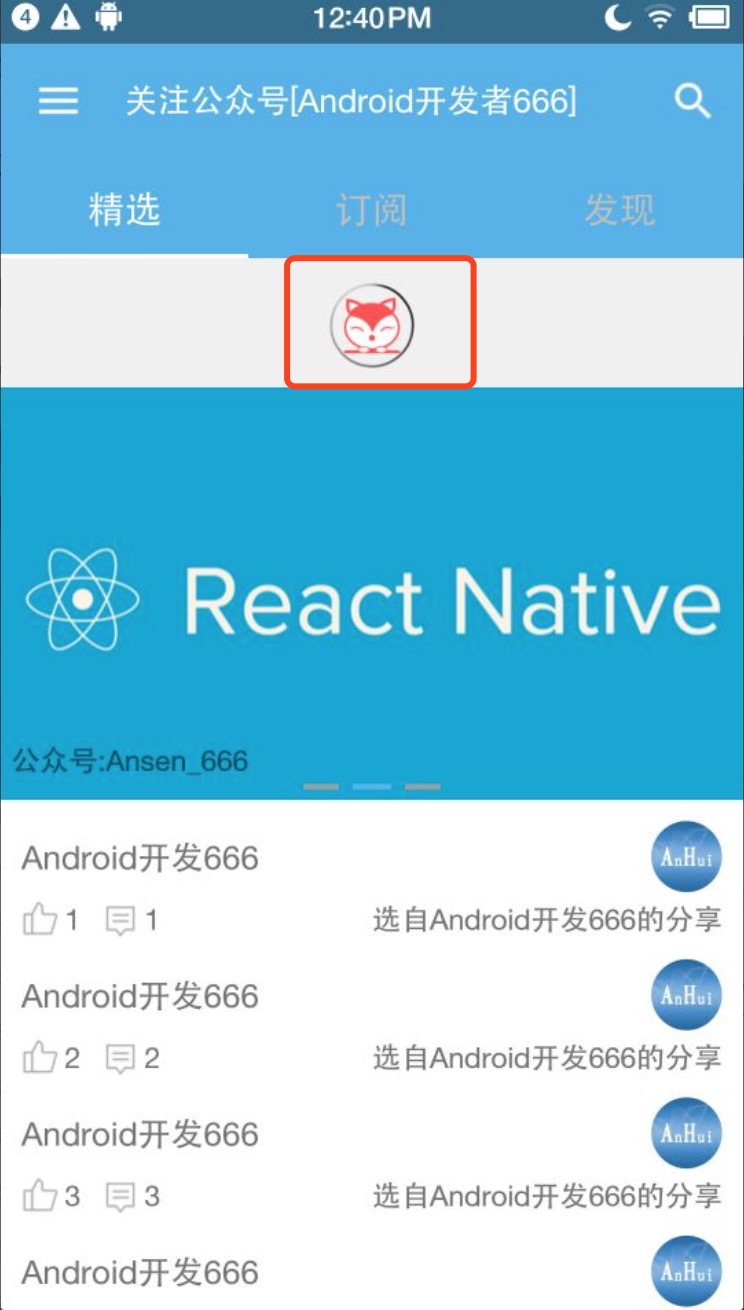 4 12:40PM
关注公众号[Android开发者666]
精选 订阅 发现
React Native
公众号:Ansen_666
Android开发666
AnHui
1 1 选自Android开发666的分享
Android开发666
AnHui
2 2 选自Android开发666的分享
Android开发666
AnHui
3 3 选自Android开发666的分享
Android开发666
AnHui